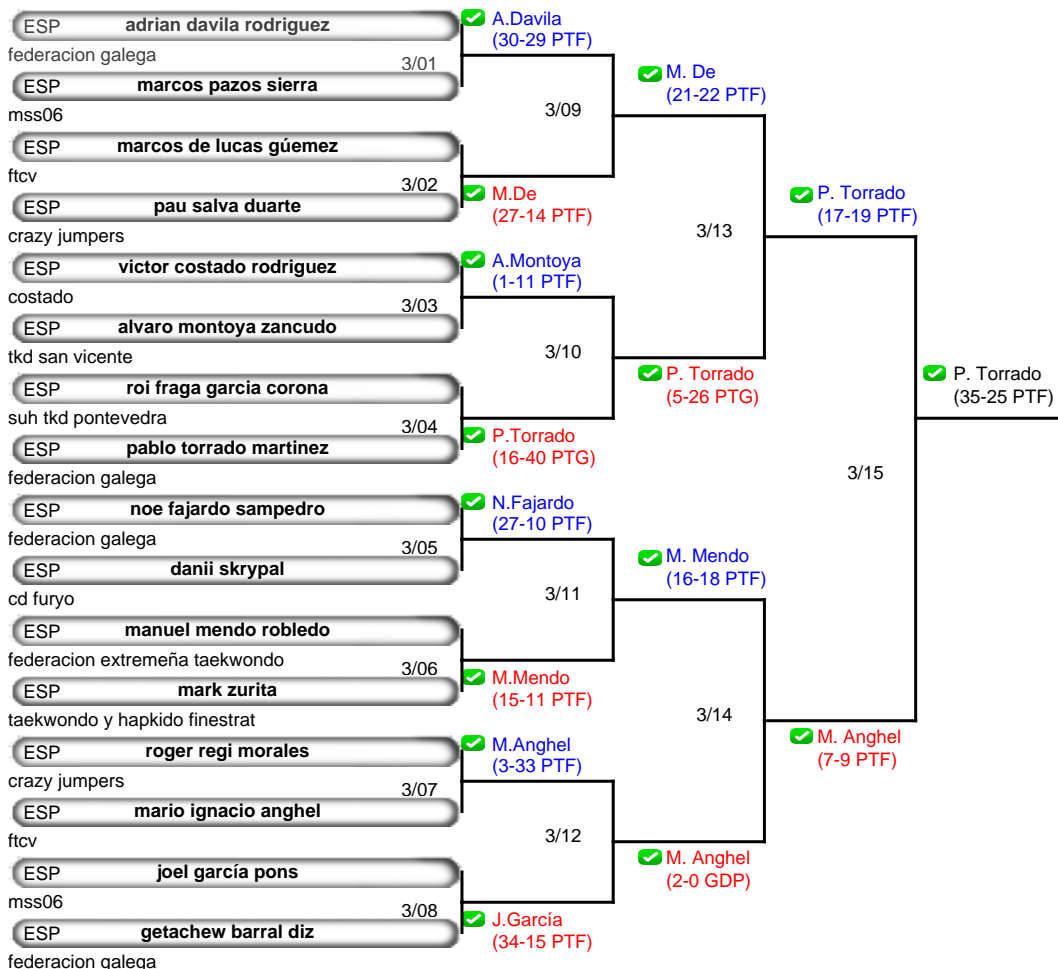 ESP adrian davila rodriguez
federacion galega
3/01
ESP marcos pazos sierra
mss06
A.Davila
(30-29 PTF)
ESP marcos de lucas gúemez
ftcv
3/02
ESP pau salva duarte
crazy jumpers
M.De
(27-14 PTF)
3/09
M. De
(21-22 PTF)
ESP victor costado rodriguez
costado
3/03
ESP alvaro montoya zancudo
tkd san vicente
A.Montoya
(1-11 PTF)
ESP roi fraga garcia corona
suh tkd pontevedra
3/04
ESP pablo torrado martinez
federacion galega
P.Torrado
(16-40 PTG)
3/10
P. Torrado
(5-26 PTG)
3/13
P. Torrado
(17-19 PTF)
ESP noe fajardo sampedro
federacion galega
3/05
ESP danii skrypal
cd furyo
N.Fajardo
(27-10 PTF)
ESP manuel mendo robledo
federacion extremeña taekwondo
3/06
ESP mark zurita
taekwondo y hapkido finestrat
M.Mendo
(15-11 PTF)
3/11
M. Mendo
(16-18 PTF)
ESP roger regi morales
crazy jumpers
3/07
ESP mario ignacio anghel
ftcv
M.Anghel
(3-33 PTF)
ESP joel garcía pons
mss06
3/08
ESP getachew barral diz
federacion galega
J.García
(34-15 PTF)
3/12
M. Anghel
(2-0 GDP)
3/14
M. Anghel
(7-9 PTF)
3/15
P. Torrado
(35-25 PTF)